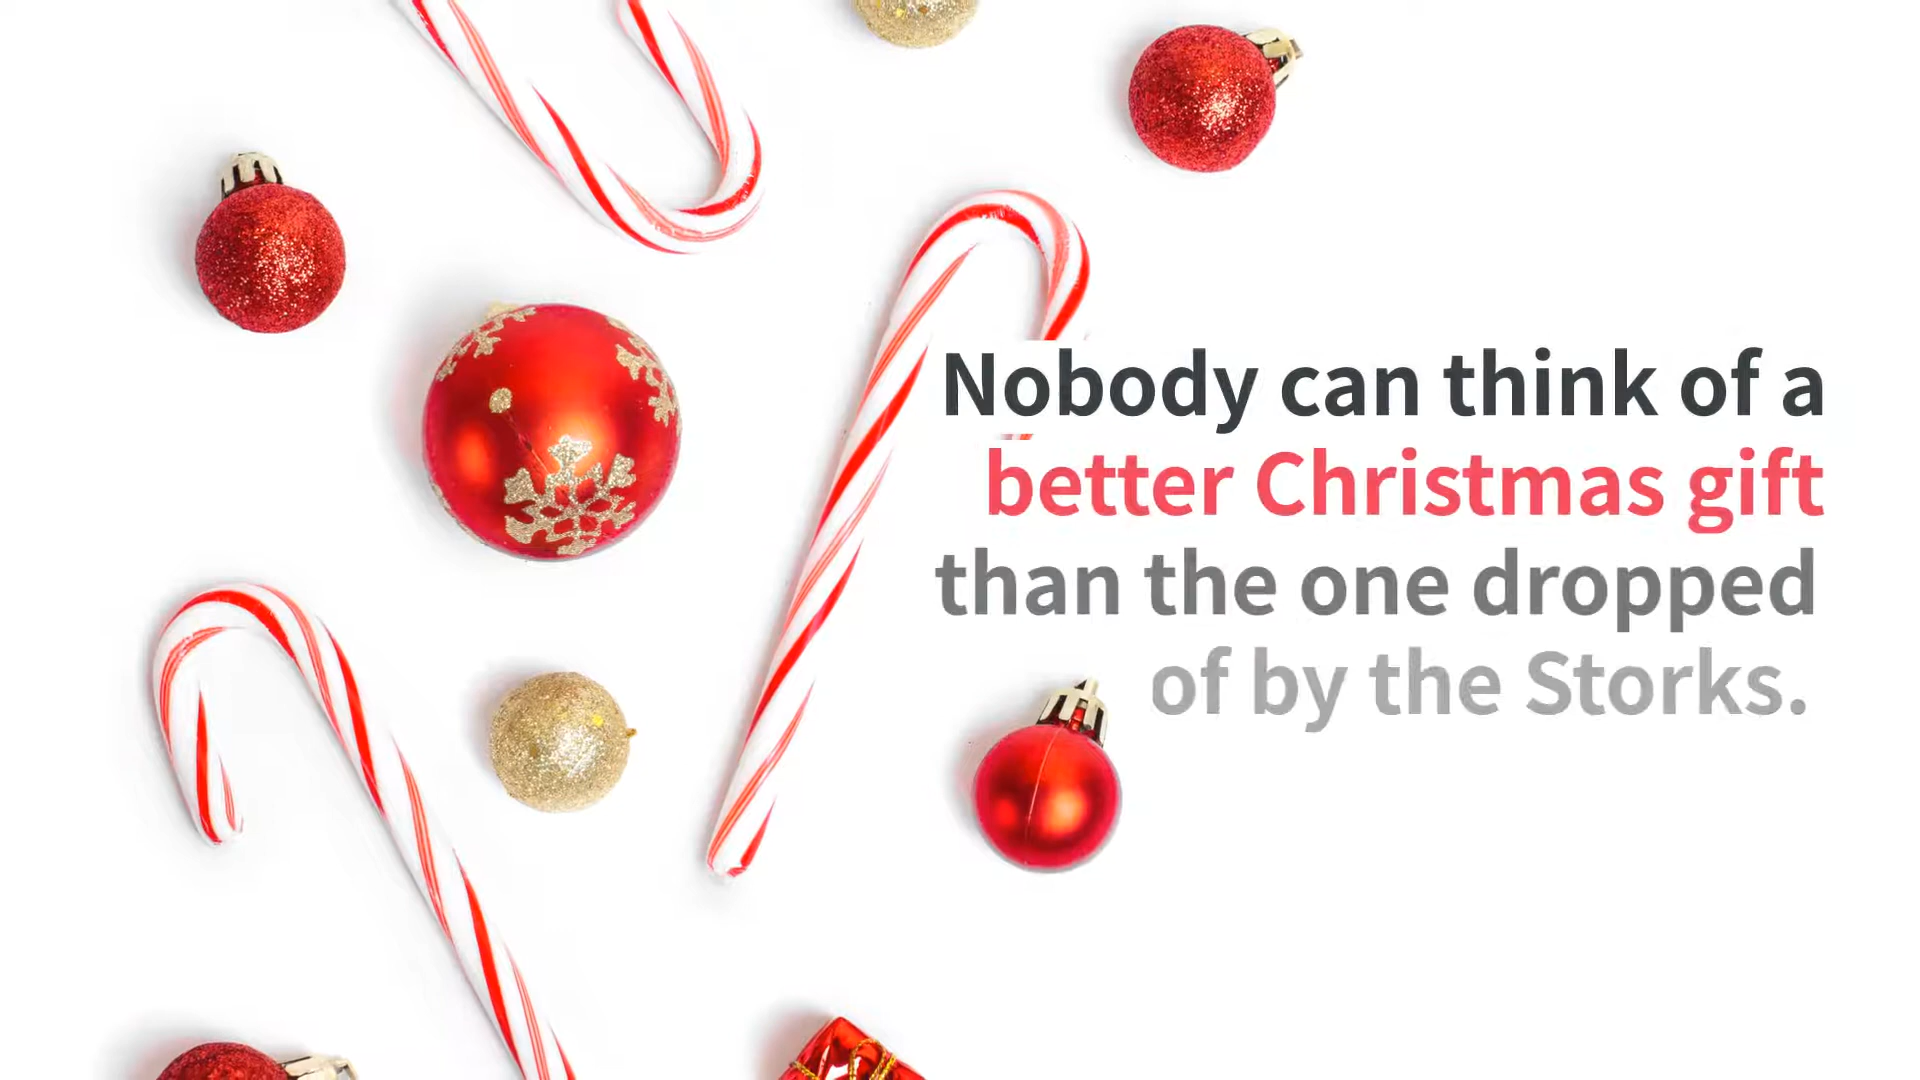 Nobody can think of a
better Christmas gift
than the one dropped
of by the Storks.